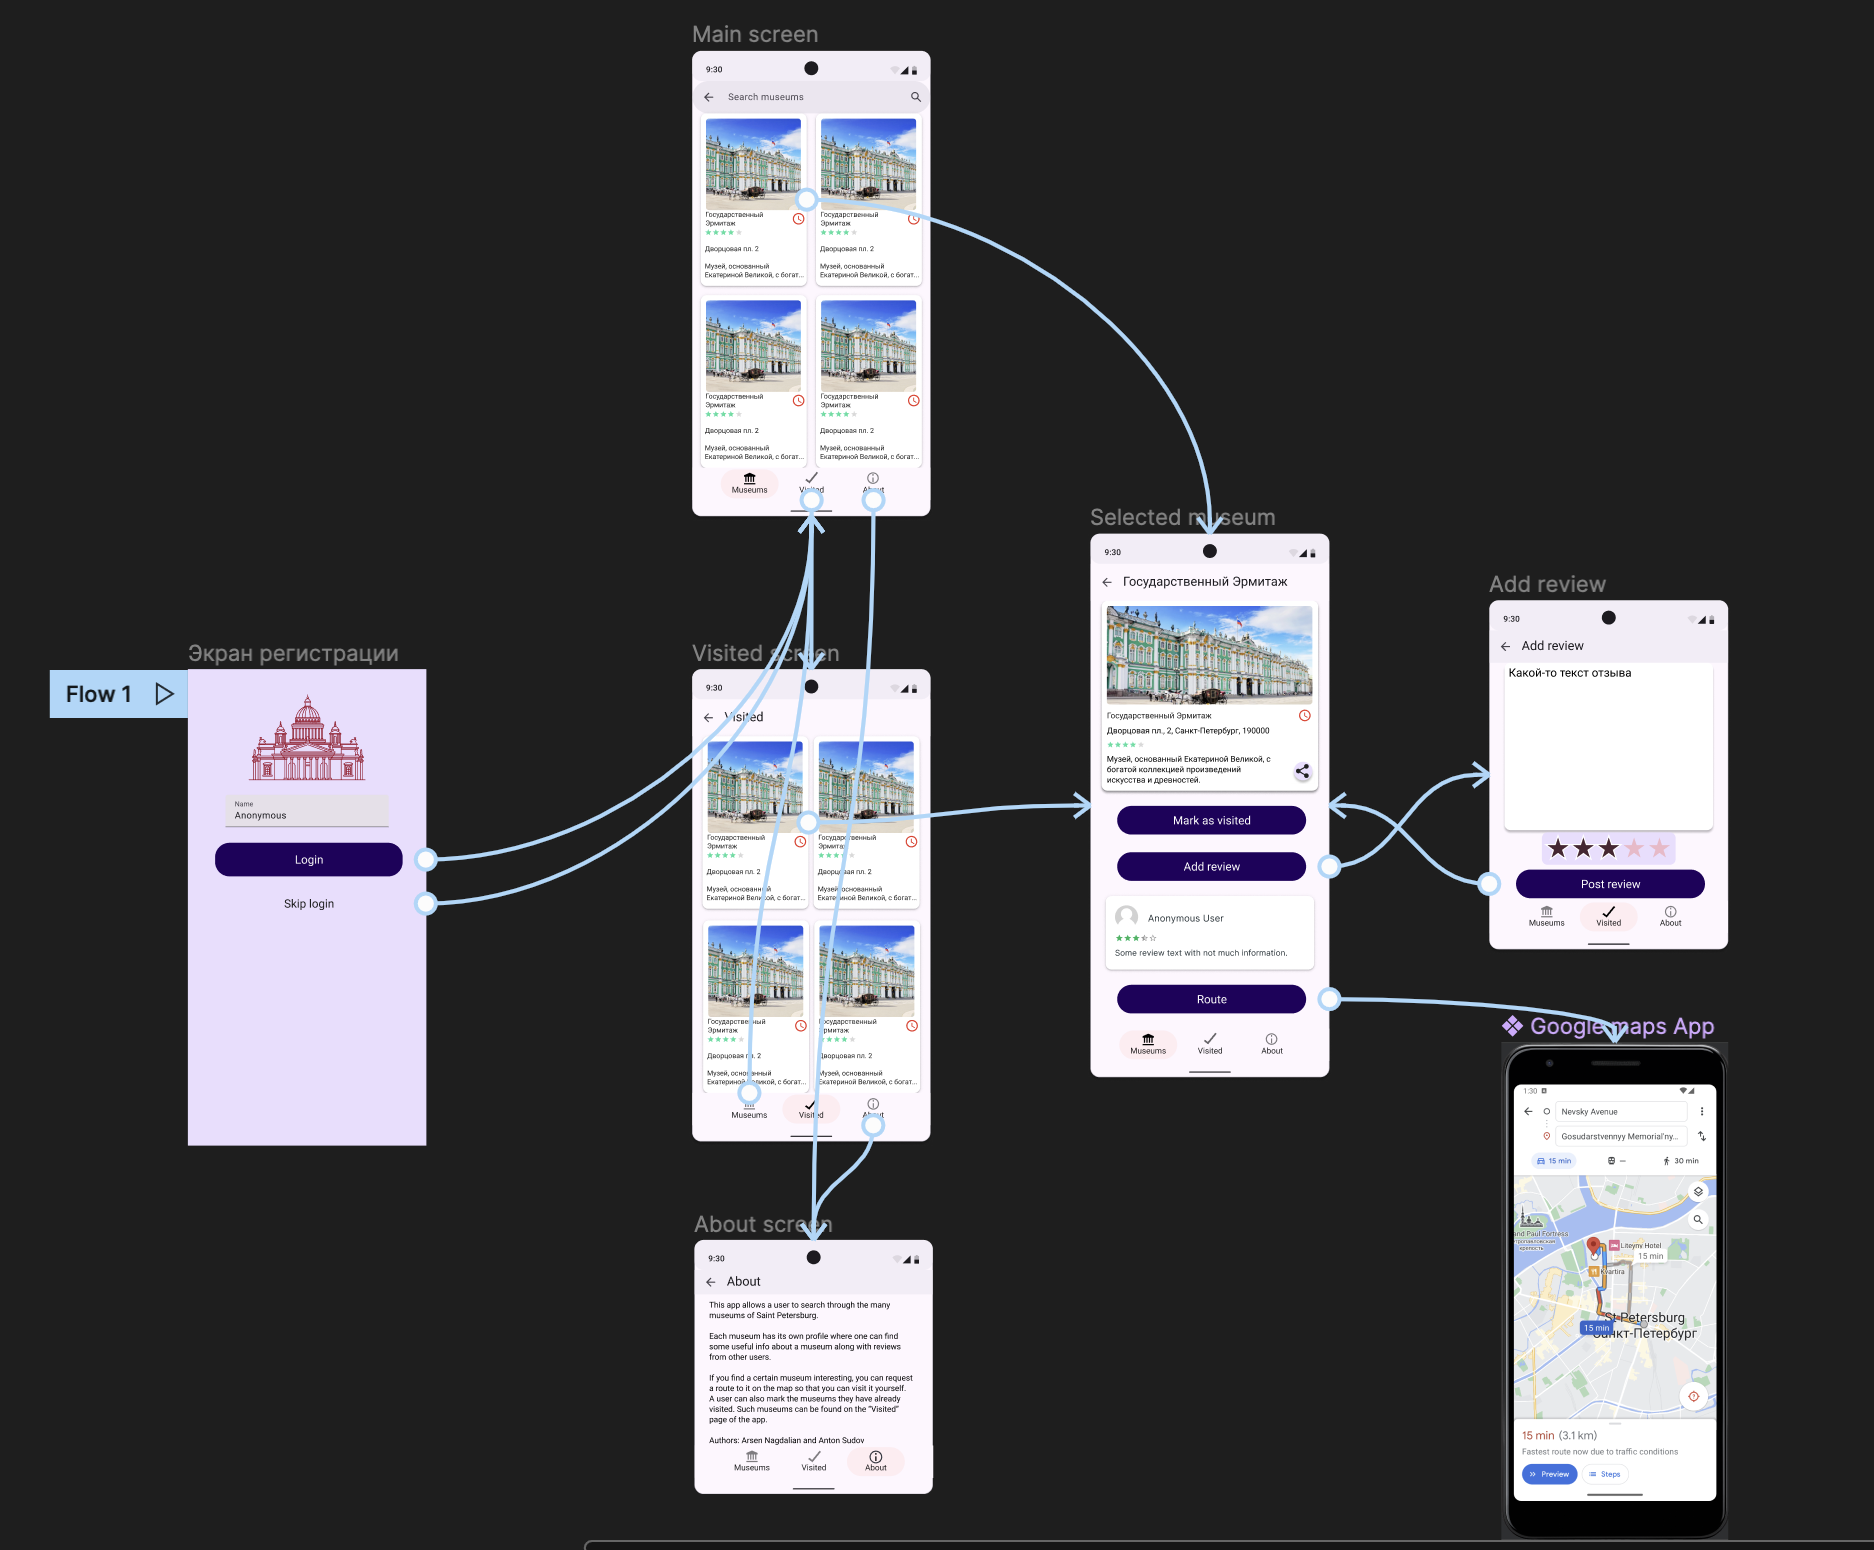 Main screen
9:30
Search museums
Государственный
Эрмитаж
Дворцовая пл. 2
Музей, основанный
Екатериной Великой, с богат...
Государственный
Эрмитаж
Дворцовая пл. 2
Музей, основанный
Екатериной Великой, с богат...
Государственный
Эрмитаж
Дворцовая пл. 2
Музей, основанный
Екатериной Великой, с богат...
Государственный
Эрмитаж
Дворцовая пл. 2
Музей, основанный
Екатериной Великой, с богат...
Museums
Visited
About
Экран регистрации
Flow 1
Name
Anonymous
Login
Skip login
Visited screen
9:30
Visited
Государственный
Эрмитаж
Дворцовая пл. 2
Музей, основанный
Екатериной Великой, с богат...
Государственный
Эрмитаж
Дворцовая пл. 2
Музей, основанный
Екатериной Великой, с богат...
Государственный
Эрмитаж
Дворцовая пл. 2
Музей, основанный
Екатериной Великой, с богат...
Государственный
Эрмитаж
Дворцовая пл. 2
Музей, основанный
Екатериной Великой, с богат...
Museums
Visited
About
About screen
9:30
About
This app allows a user to search through the many
museums of Saint Petersburg.
Each museum has its own profile where one can find
some useful info about a museum along with reviews
from other users.
If you find a certain museum interesting, you can request
a route to it on the map so that you can visit it yourself.
A user can also mark the museums they have already
visited. Such museums can be found on the "Visited"
page of the app.
Authors: Arsen Nagdalian and Anton Sudov
Museums
Visited
About
Selected museum
9:30
Государственный Эрмитаж
Государственный Эрмитаж
Дворцовая пл., 2, Санкт-Петербург, 190000
Музей, основанный Екатериной Великой, с
богатой коллекцией произведений
искусства и древностей.
Mark as visited
Add review
Anonymous User
Some review text with not much information.
Route
Museums
Visited
About
Add review
9:30
Add review
Какой-то текст отзыва
Post review
Museums
Visited
About
Google maps App
1:30
Nevsky Avenue
Gosudarstvennyy Memorial'ny...
15 min
—
30 min
and Paul Fortress
тропавловская
крепость
Liteyny Hotel
15 min
Kvartira
St Petersburg
Санкт-Петербург
15 min
15 min (3.1 km)
Fastest route now due to traffic conditions
Preview
Steps